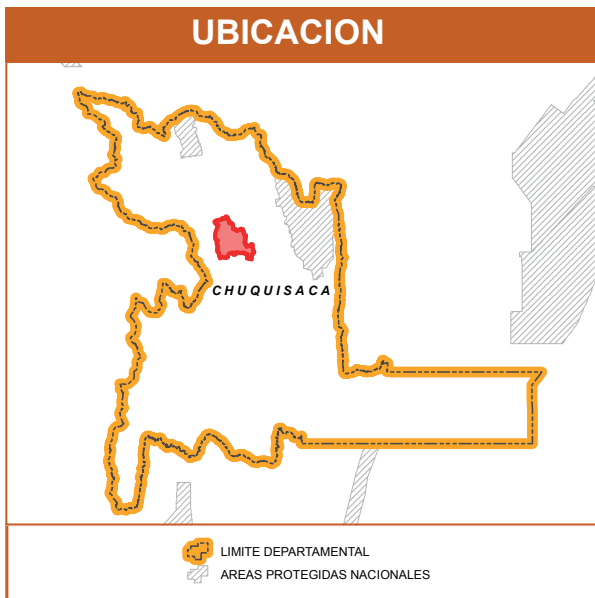 UBICACION
CHUQUISACA
LIMITE DEPARTAMENTAL
AREAS PROTEGIDAS NACIONALES